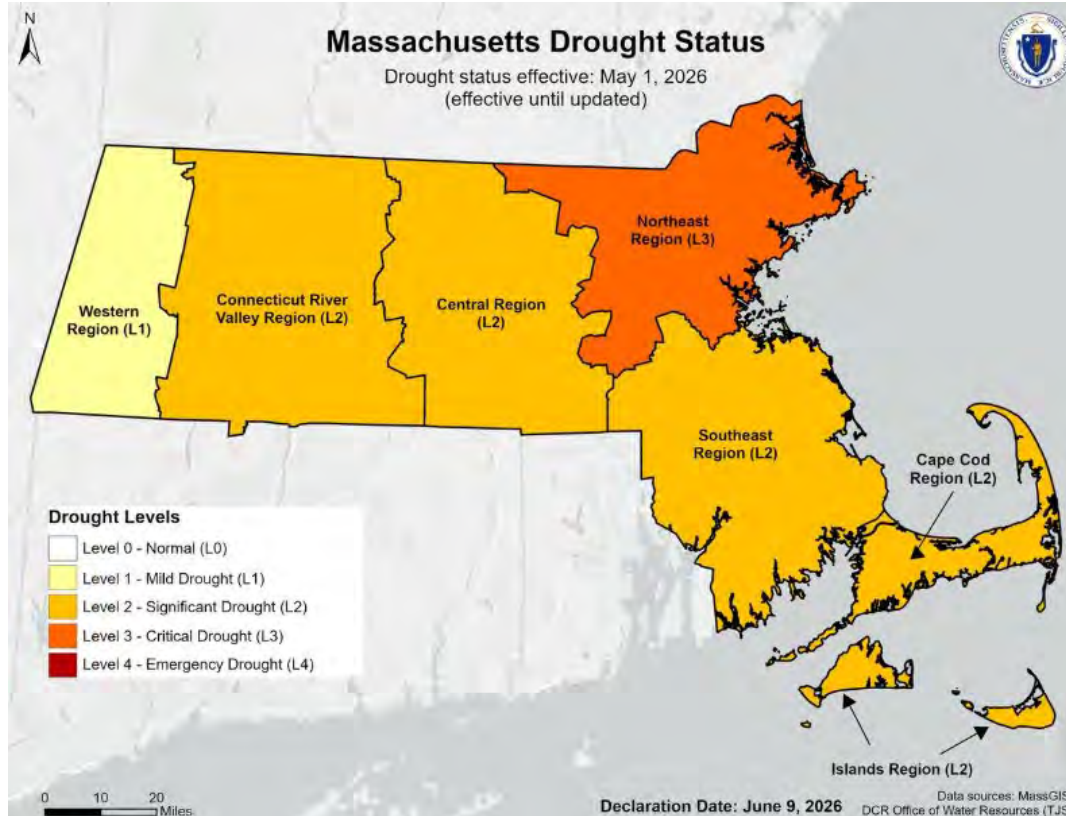 N
Massachusetts Drought Status
Drought status effective: May 1, 2026
(effective until updated)
Northeast
Region (L3)
Western
Region (L1)
Connecticut River
Valley Region (L2)
Central Region
(L2)
Southeast
Region (L2)
Cape Cod
Region (L2)
Drought Levels
Level 0 - Normal (L0)
Level 1 - Mild Drought (L1)
Level 2 - Significant Drought (L2)
Level 3 - Critical Drought (L3)
Level 4 - Emergency Drought (L4)
Islands Region (L2)
0 10 20
Miles
Declaration Date: June 9, 2026
Data sources: MassGIS
DCR Office of Water Resources (TJS